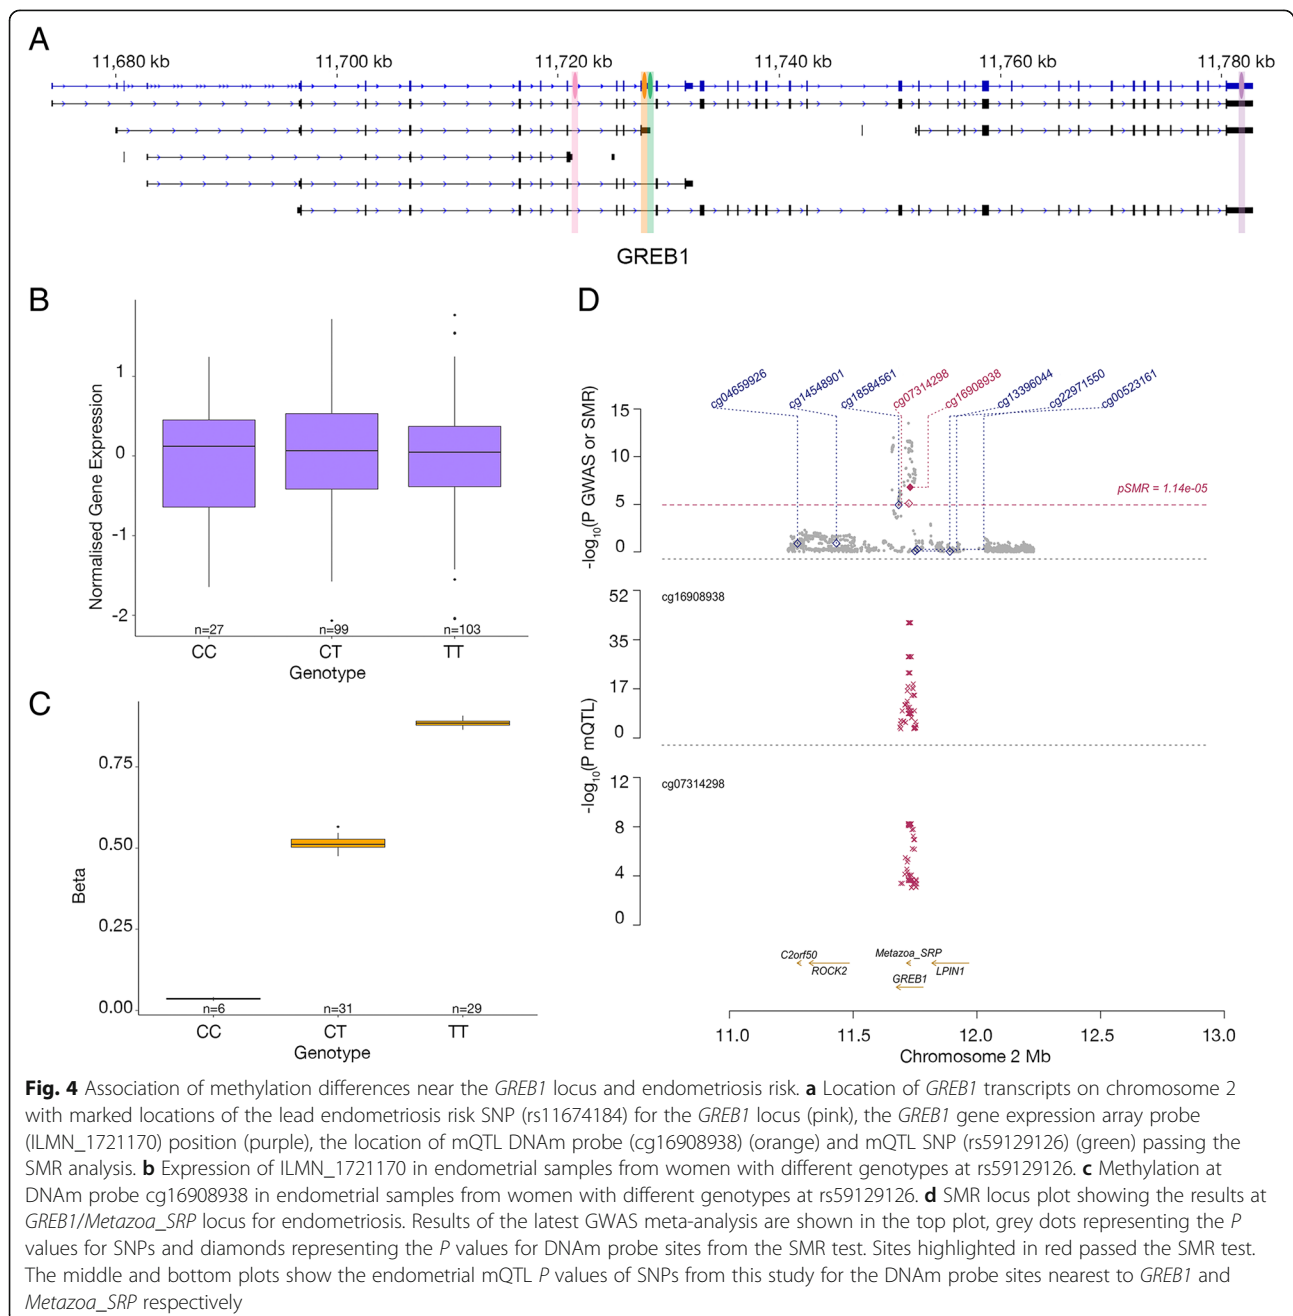 A
11,680 kb 11,700 kb 11,720 kb 11,740 kb 11,760 kb 11,780 kb
GREB1
B
Normalised Gene Expression
1
0
-1
-2
n=27 n=99 n=103
CC CT TT
Genotype
C
Beta
0.75
0.50
0.25
0.00
n=6 n=31 n=29
CC CT TT
Genotype
D
cg04659926 cg14548901 cg18584561 cg07314298 cg16908938 cg13396044 cg22971550 cg00523161
-log10(P GWAS or SMR)
15
10
5
0
pSMR = 1.14e-05
-log10(P mQTL)
52
35
17
0
cg16908938
12
8
4
0
cg07314298
C2orf50 Metazoa_SRP
ROCK2 LPIN1
GREB1
11.0 11.5 12.0 12.5 13.0
Chromosome 2 Mb
Fig. 4 Association of methylation differences near the GREB1 locus and endometriosis risk. a Location of GREB1 transcripts on chromosome 2
with marked locations of the lead endometriosis risk SNP (rs11674184) for the GREB1 locus (pink), the GREB1 gene expression array probe
(ILMN_1721170) position (purple), the location of mQTL DNAm probe (cg16908938) (orange) and mQTL SNP (rs59129126) (green) passing the
SMR analysis. b Expression of ILMN_1721170 in endometrial samples from women with different genotypes at rs59129126. c Methylation at
DNAm probe cg16908938 in endometrial samples from women with different genotypes at rs59129126. d SMR locus plot showing the results at
GREB1/Metazoa_SRP locus for endometriosis. Results of the latest GWAS meta-analysis are shown in the top plot, grey dots representing the P
values for SNPs and diamonds representing the P values for DNAm probe sites from the SMR test. Sites highlighted in red passed the SMR test.
The middle and bottom plots show the endometrial mQTL P values of SNPs from this study for the DNAm probe sites nearest to GREB1 and
Metazoa_SRP respectively